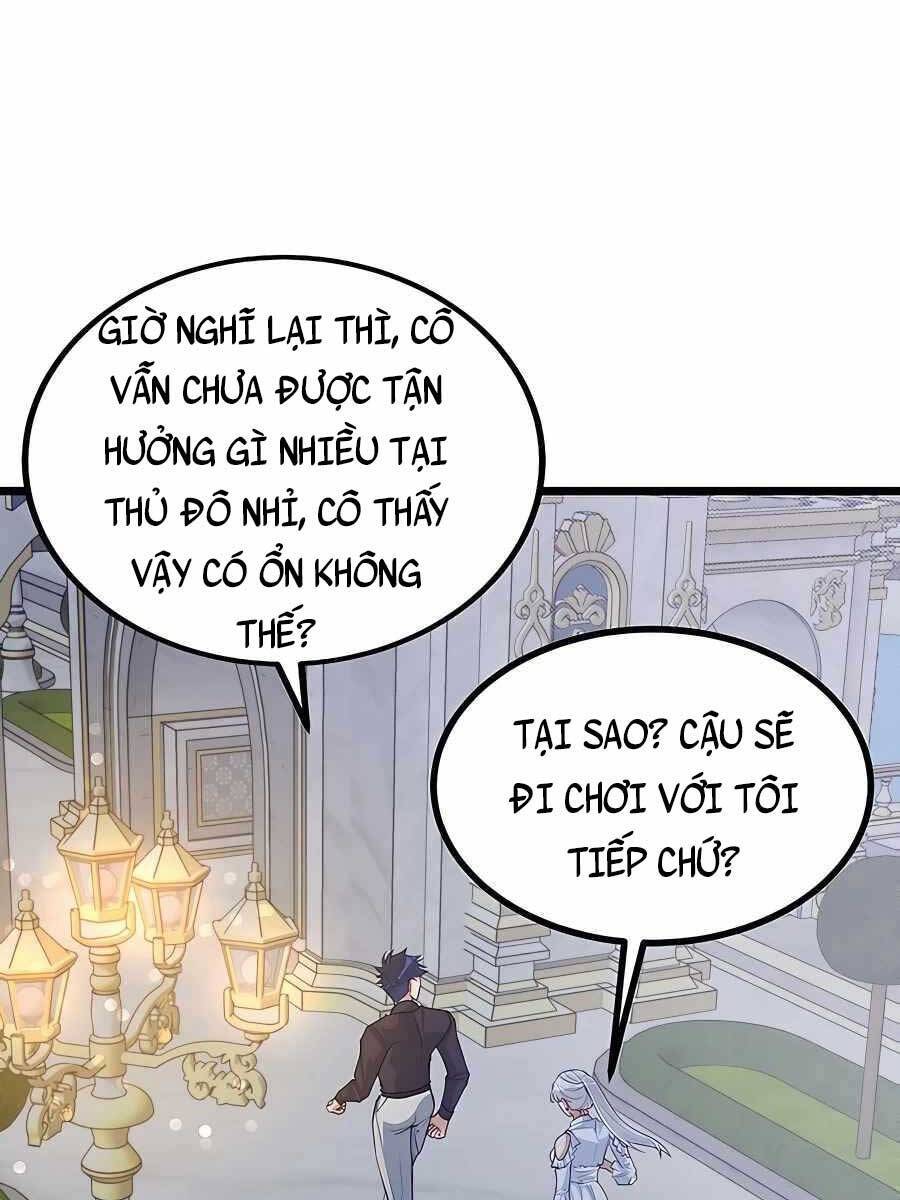 GIỜ NGHĨ LẠI THÌ, CÔ
VẪN CHƯA ĐƯỢC TẬN
HƯỞNG GÌ NHIỀU TẠI
THỦ ĐÔ NHỈ, CÔ THẤY
VẬY CÓ ỔN KHÔNG
THẾ?
TẠI SAO? CẬU SẼ
ĐI CHƠI VỚI TÔI
TIẾP CHỨ?